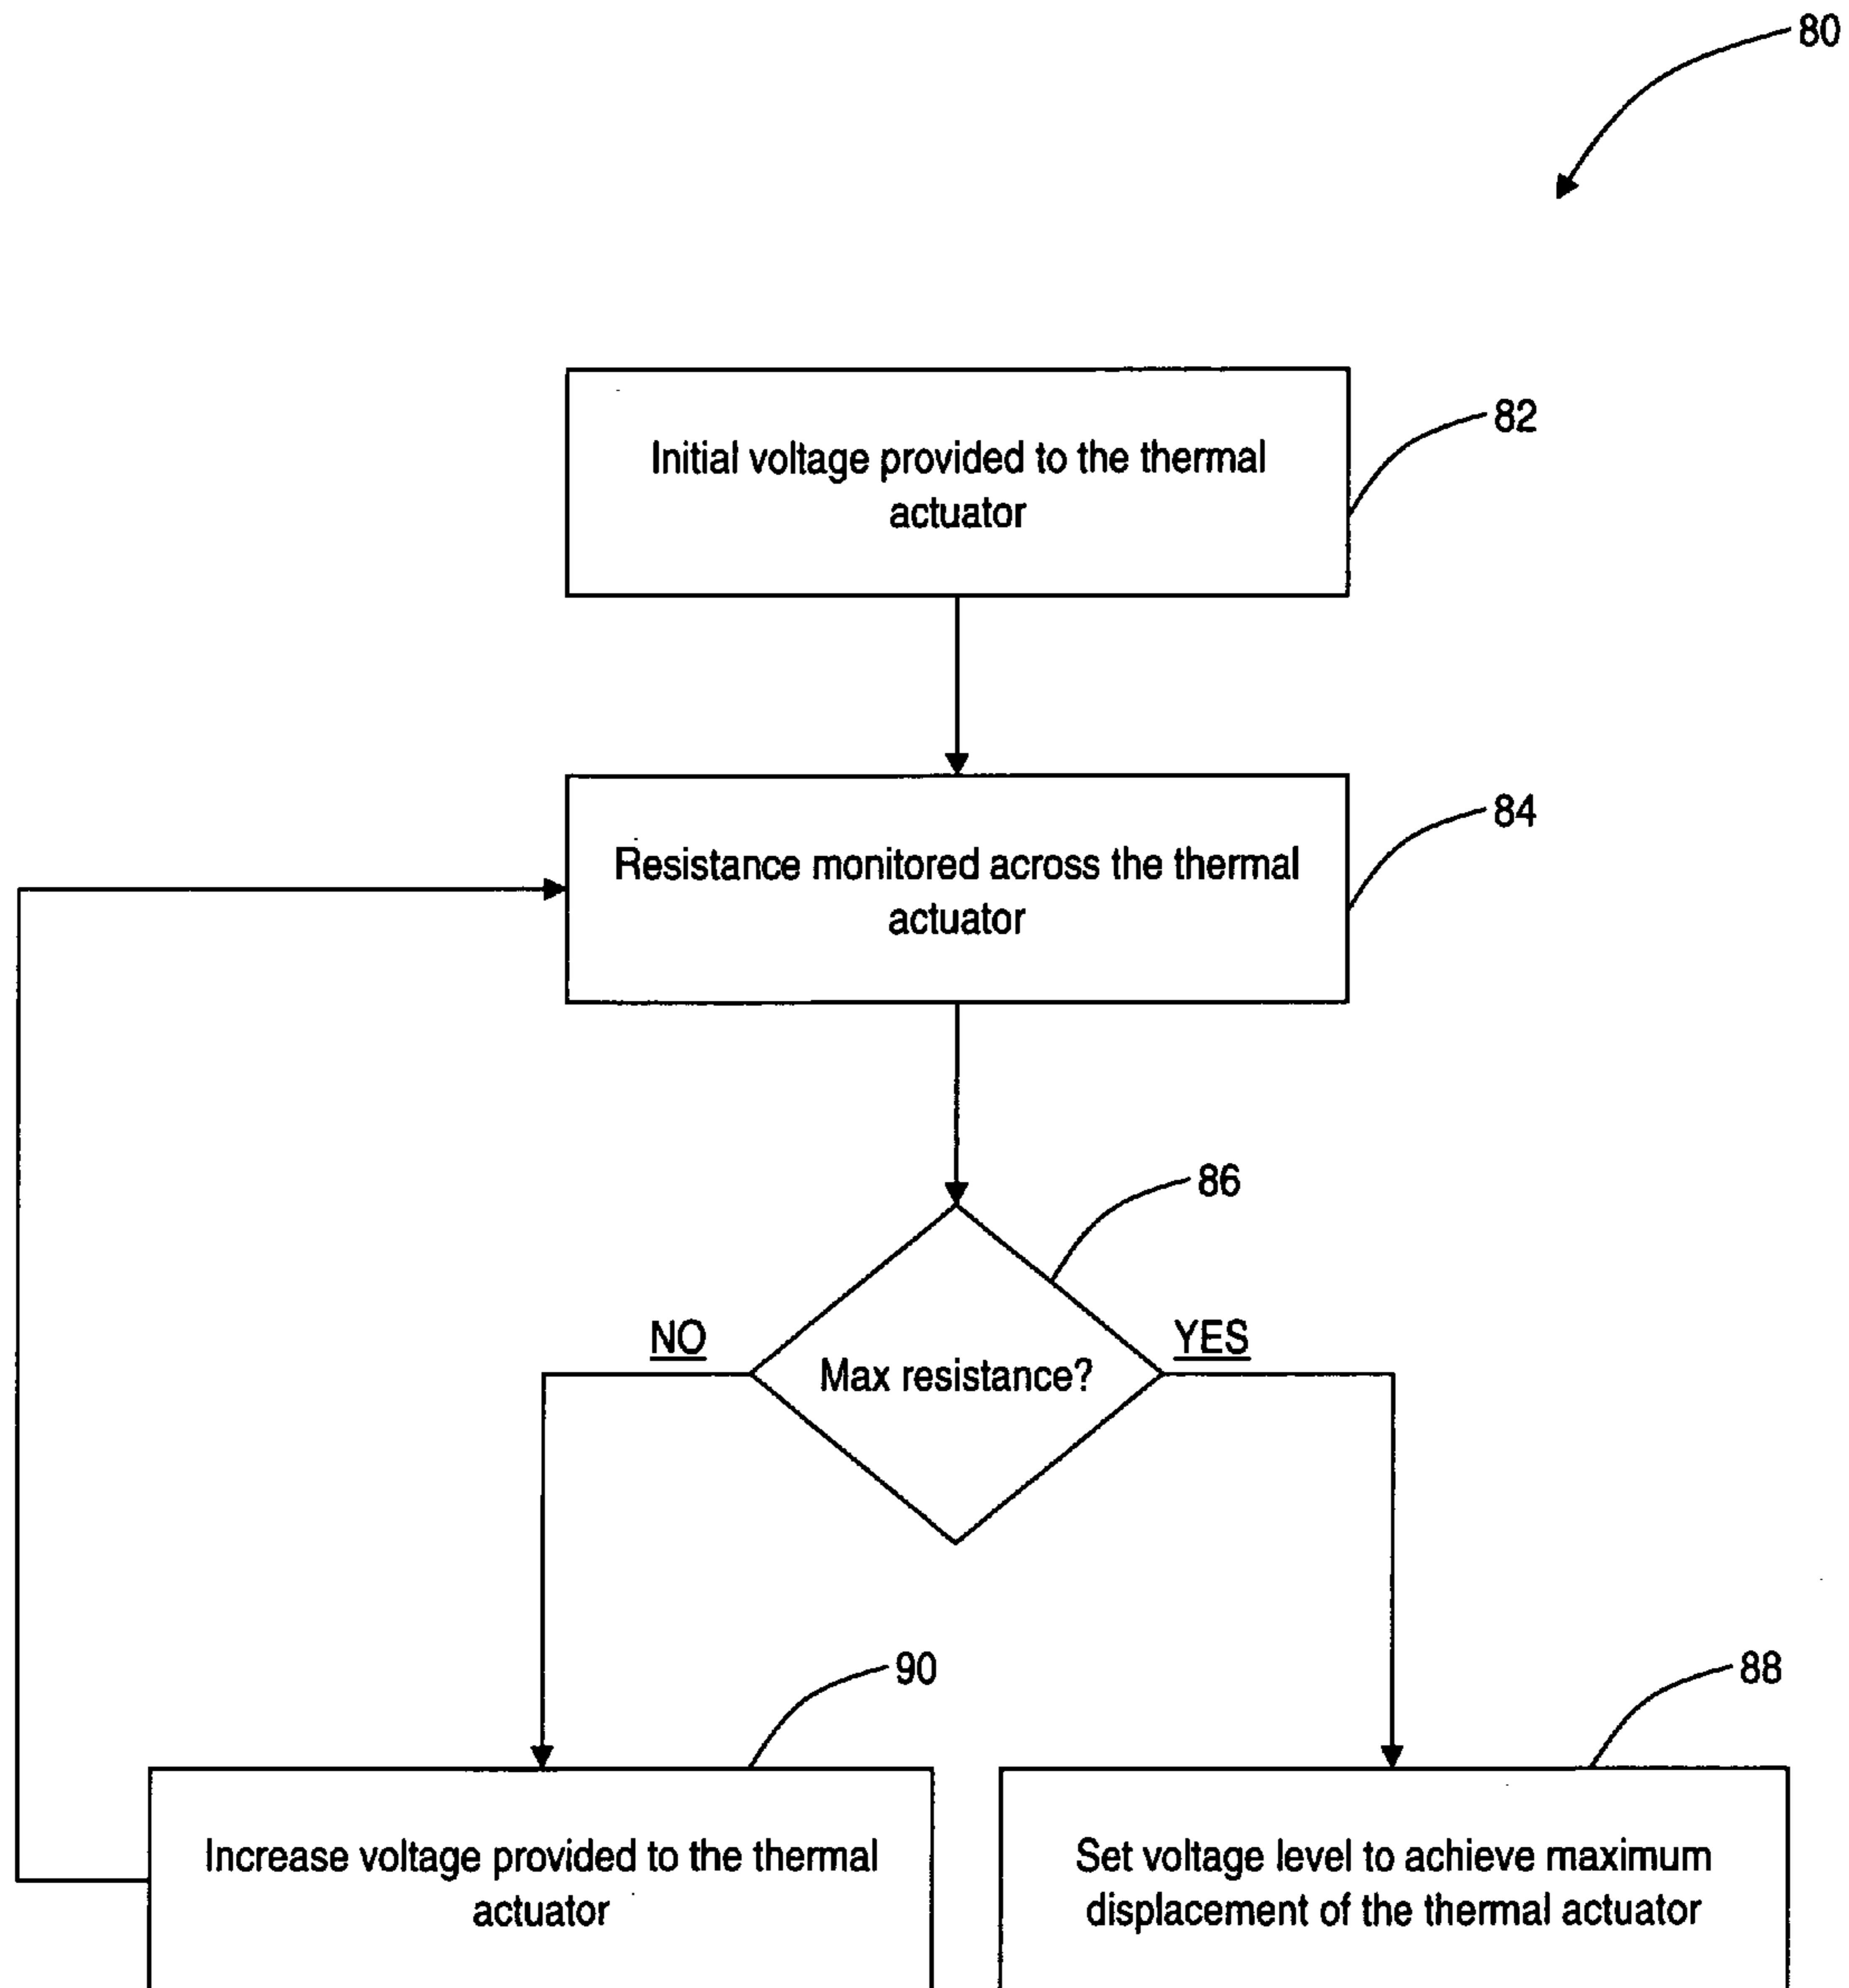 80
Initial voltage provided to the thermal
actuator
82
Resistance monitored across the thermal
actuator
84
86
NO
YES
Max resistance?
90
88
Increase voltage provided to the thermal
actuator
Set voltage level to achieve maximum
displacement of the thermal actuator